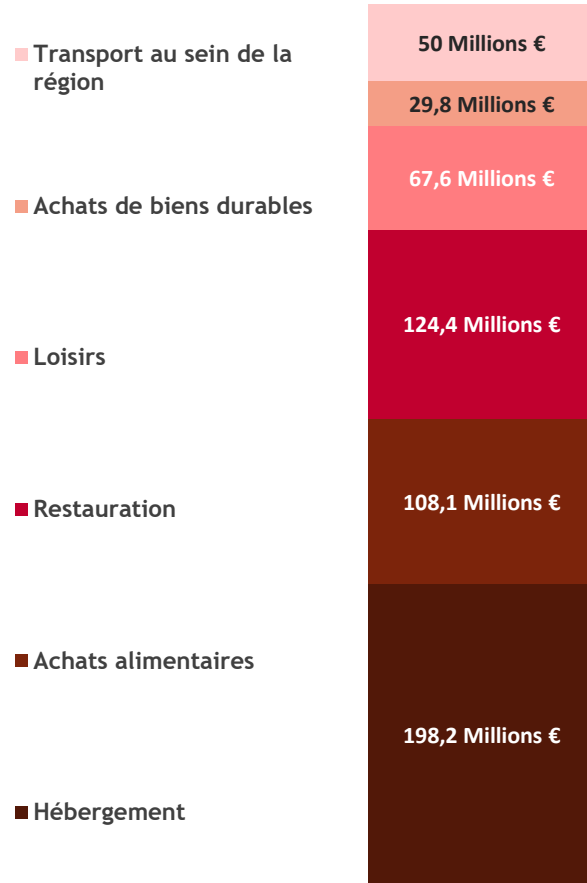 Transport au sein de la
région
Achats de biens durables
Loisirs
Restauration
Achats alimentaires
Hébergement
50 Millions €
29,8 Millions €
67,6 Millions €
124,4 Millions €
108,1 Millions €
198,2 Millions €